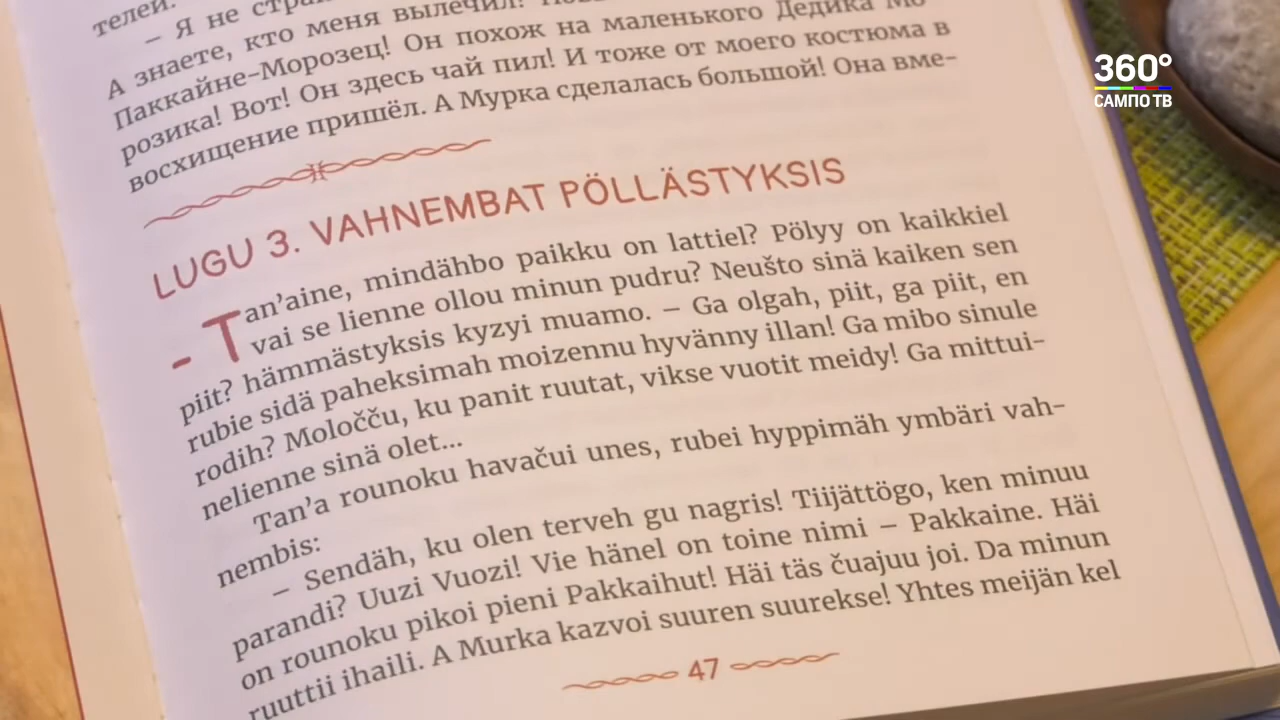 телей.
– Я не
А знаете, кто меня вылечил!
Паккайне–Морозец! Он похож на маленького Дедика Мо
розика! Вот! Он здесь чай пил! И тоже от моего костюма в
восхищение пришёл. А Мурка сделалась большой! Она вме–
LUGU 3. VAHNEMBAT PÖLLÄSTYKSIS
– Tan’aine, mindähbo paikku on lattiel? Pölyy on kaikkiel
vai se lienne ollou minun pudru? Neušto sinä kaiken sen
piit? hämmästyksis kyzyi muamo. – Ga olgah, piit, ga piit, en
rubie sidä paheksimah moizennu hyvänny illan! Ga mibo sinule
rodih? Moločču, ku panit ruutat, vikse vuotit meidy! Ga mittui–
nelienne sinä olet...
Tan’a rounoku havačui unes, rubei hyppimäh ymbäri vah–
nembis:
– Sendäh, ku olen terveh gu nagris! Tiijättögo, ken minuu
parandi? Uuzi Vuozi! Vie hänel on toine nimi – Pakkaine. Häi
on rounoku pikoi pieni Pakkaihut! Häi täs čuajuu joi. Da minun
ruuttii ihaili. A Murka kazvoi suuren suurekse! Yhtes meijän kel
47
360°
САМПО ТВ